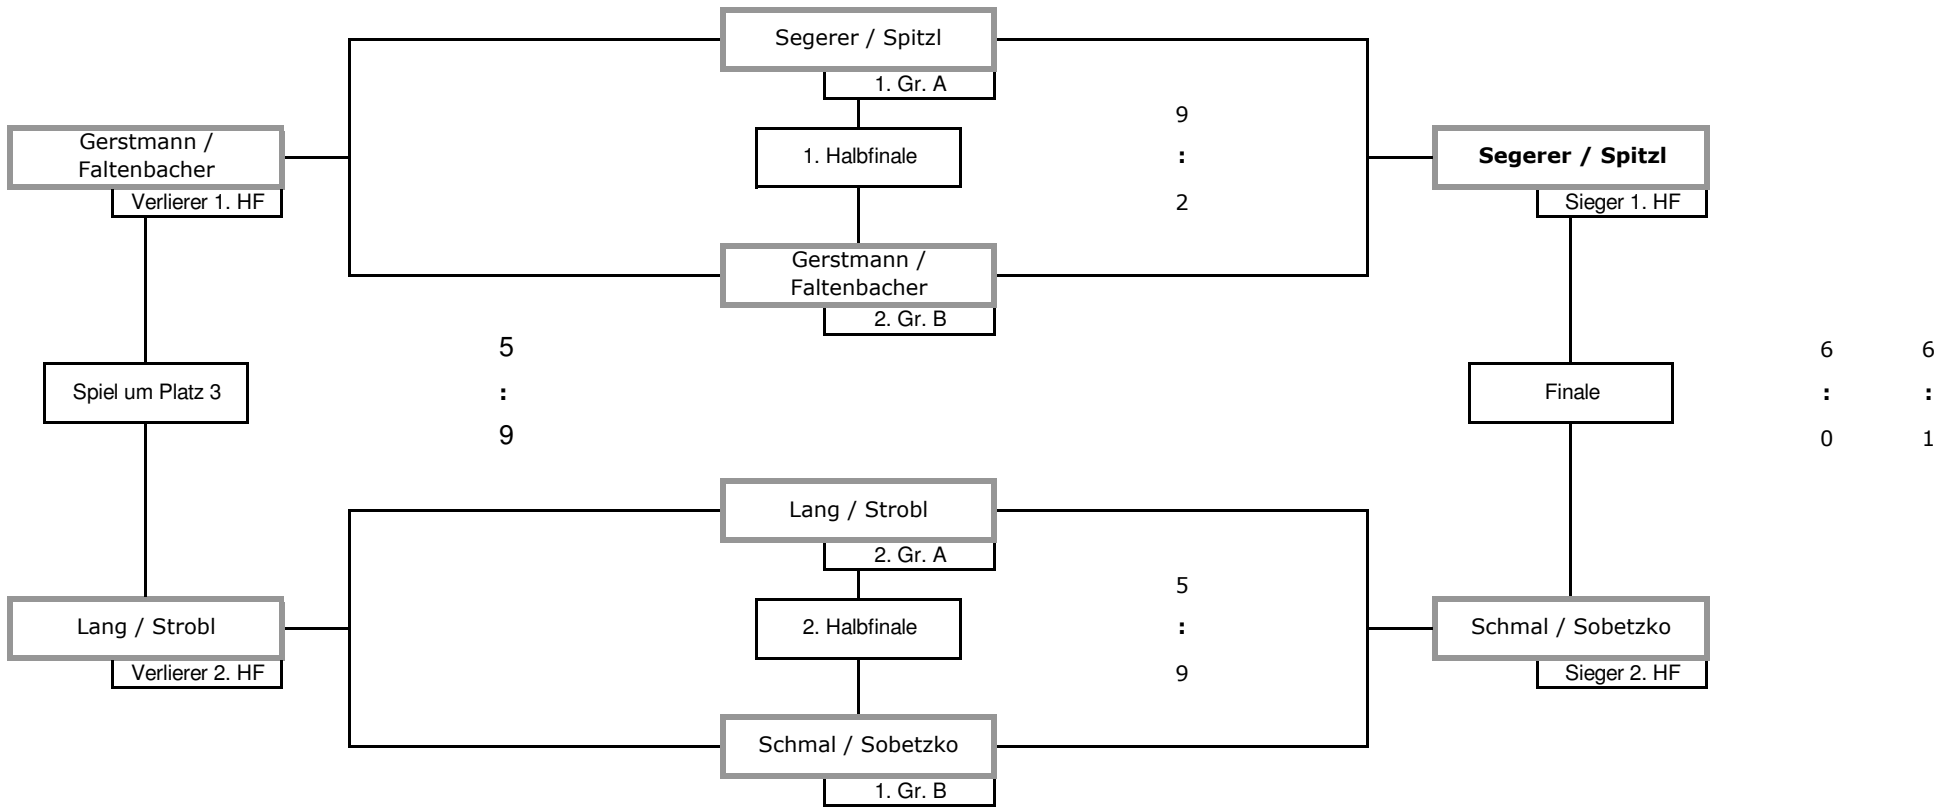 Segerer / Spitzl
1. Gr. A
9
Gerstmann /
Faltenbacher
1. Halbfinale
:
Segerer / Spitzl
Verlierer 1. HF
2
Sieger 1. HF
Gerstmann /
Faltenbacher
2. Gr. B
5
6 6
Spiel um Platz 3
:
Finale
: :
9
0 1
Lang / Strobl
2. Gr. A
5
Lang / Strobl
2. Halbfinale
:
Schmal / Sobetzko
Verlierer 2. HF
9
Sieger 2. HF
Schmal / Sobetzko
1. Gr. B